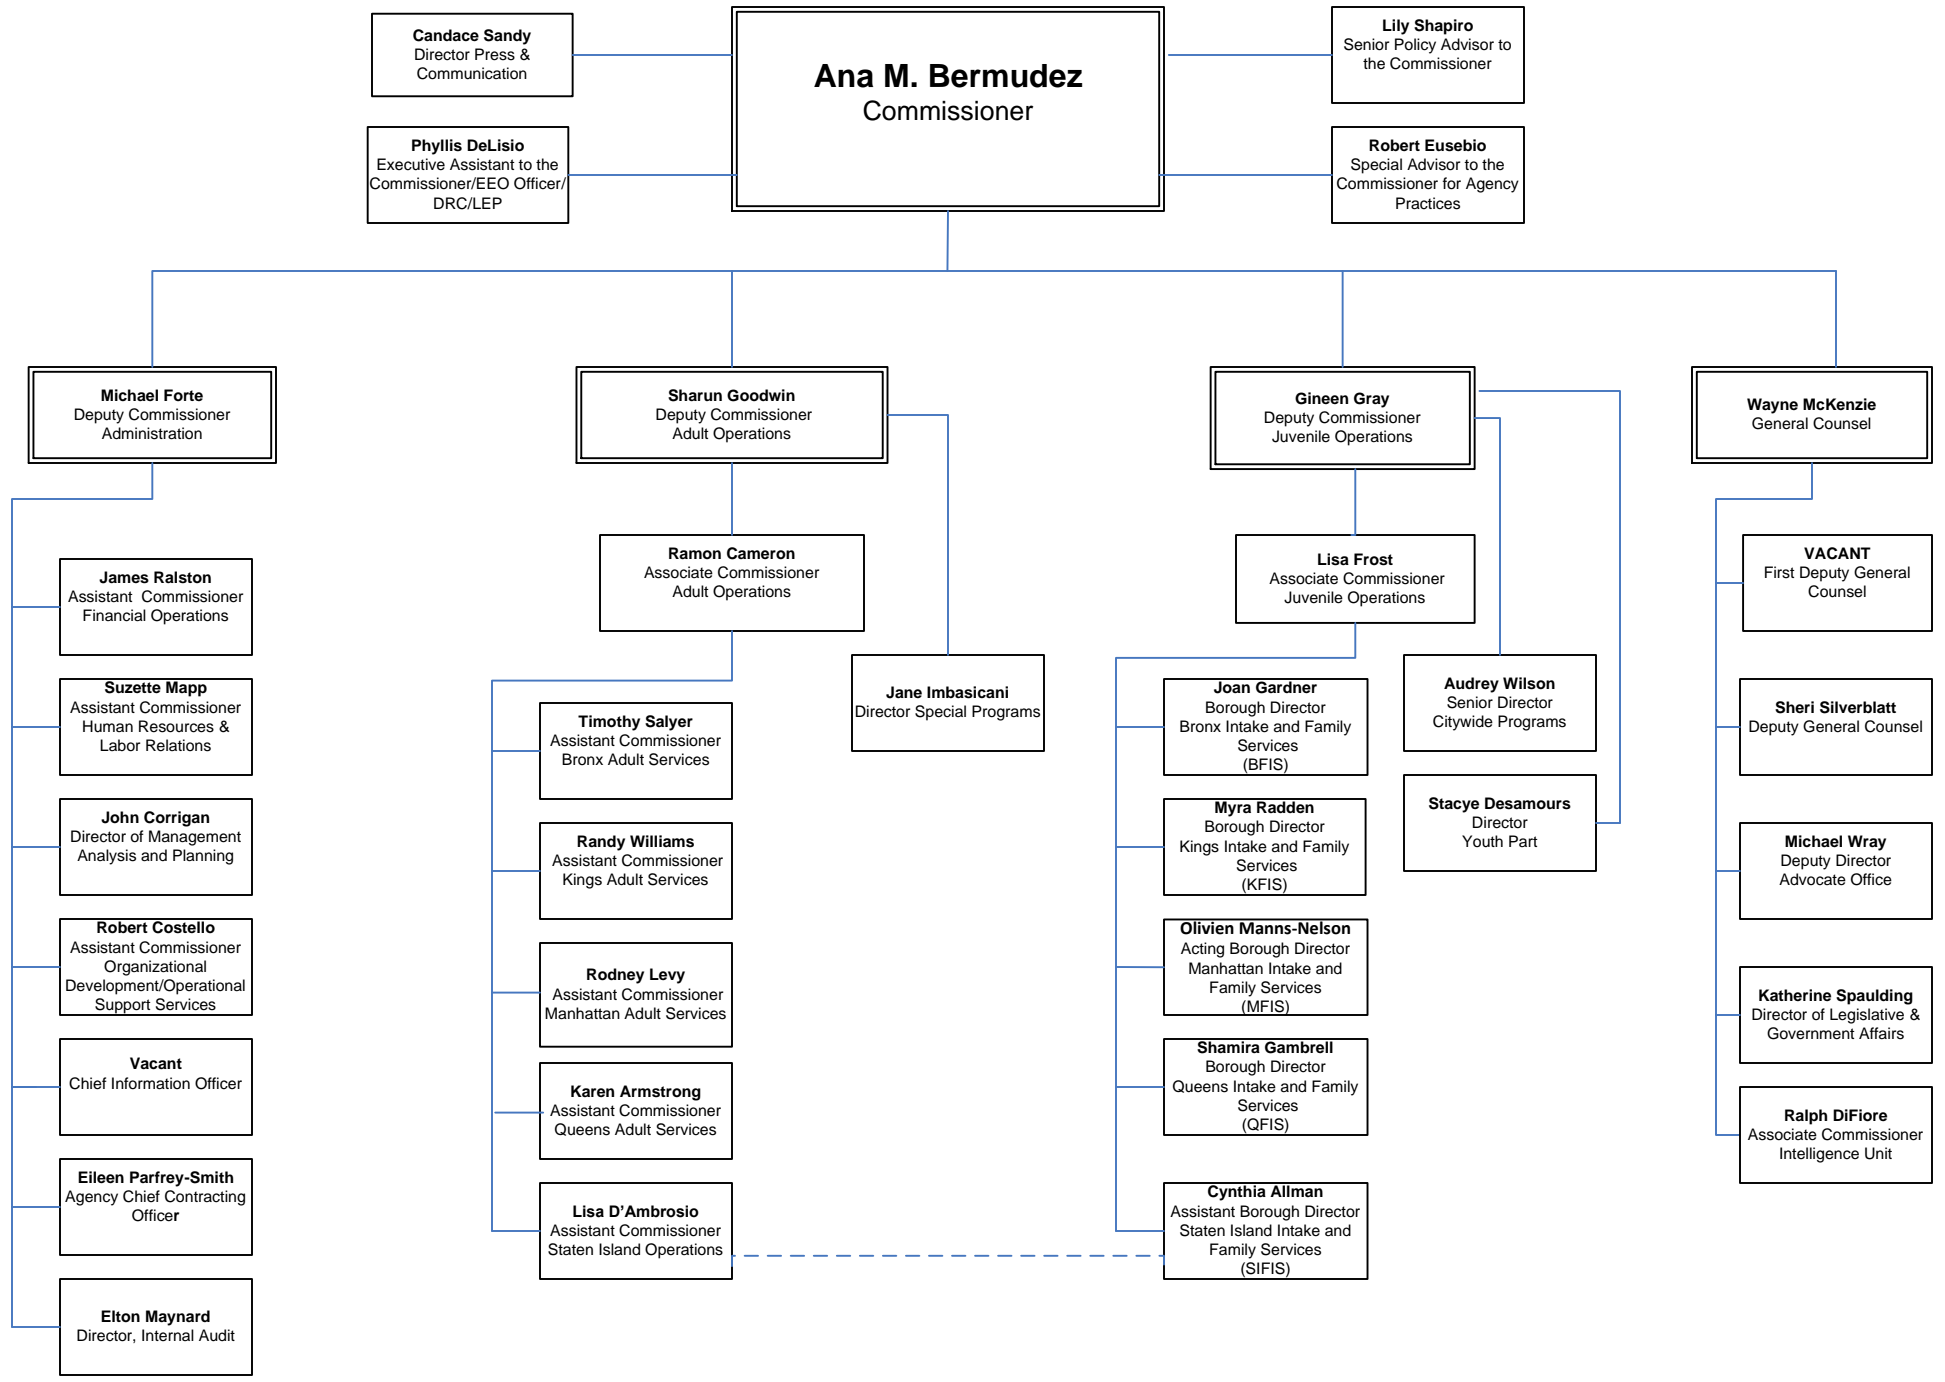 Candace Sandy
Director Press &
Communication
Ana M. Bermudez
Commissioner
Lily Shapiro
Senior Policy Advisor to
the Commissioner
Phyllis DeLisio
Executive Assistant to the
Commissioner/EEO Officer/
DRC/LEP
Robert Eusebio
Special Advisor to the
Commissioner for Agency
Practices
Michael Forte
Deputy Commissioner
Administration
Sharun Goodwin
Deputy Commissioner
Adult Operations
Gineen Gray
Deputy Commissioner
Juvenile Operations
Wayne McKenzie
General Counsel
James Ralston
Assistant  Commissioner
Financial Operations
Suzette Mapp
Assistant Commissioner
Human Resources &
Labor Relations
John Corrigan
Director of Management
Analysis and Planning
Robert Costello
Assistant Commissioner
Organizational
Development/Operational
Support Services
Vacant
Chief Information Officer
Eileen Parfrey-Smith
Agency Chief Contracting
Officer
Elton Maynard
Director, Internal Audit
Ramon Cameron
Associate Commissioner
Adult Operations
Jane Imbasicani
Director Special Programs
Timothy Salyer
Assistant Commissioner
Bronx Adult Services
Randy Williams
Assistant Commissioner
Kings Adult Services
Rodney Levy
Assistant Commissioner
Manhattan Adult Services
Karen Armstrong
Assistant Commissioner
Queens Adult Services
Lisa D’Ambrosio
Assistant Commissioner
Staten Island Operations
Lisa Frost
Associate Commissioner
Juvenile Operations
Joan Gardner
Borough Director
Bronx Intake and Family
Services
(BFIS)
Myra Radden
Borough Director
Kings Intake and Family
Services
(KFIS)
Olivien Manns-Nelson
Acting Borough Director
Manhattan Intake and
Family Services
(MFIS)
Shamira Gambrell
Borough Director
Queens Intake and Family
Services
(QFIS)
Cynthia Allman
Assistant Borough Director
Staten Island Intake and
Family Services
(SIFIS)
Audrey Wilson
Senior Director
Citywide Programs
Stacye Desamours
Director
Youth Part
VACANT
First Deputy General
Counsel
Sheri Silverblatt
Deputy General Counsel
Michael Wray
Deputy Director
Advocate Office
Katherine Spaulding
Director of Legislative &
Government Affairs
Ralph DiFiore
Associate Commissioner
Intelligence Unit